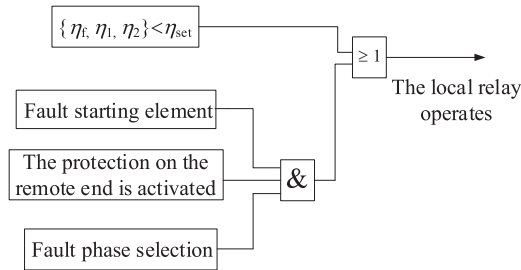 {ηf, η1, η2}<ηset
≥ 1
The local relay
operates
Fault starting element
The protection on the
remote end is activated
&
Fault phase selection